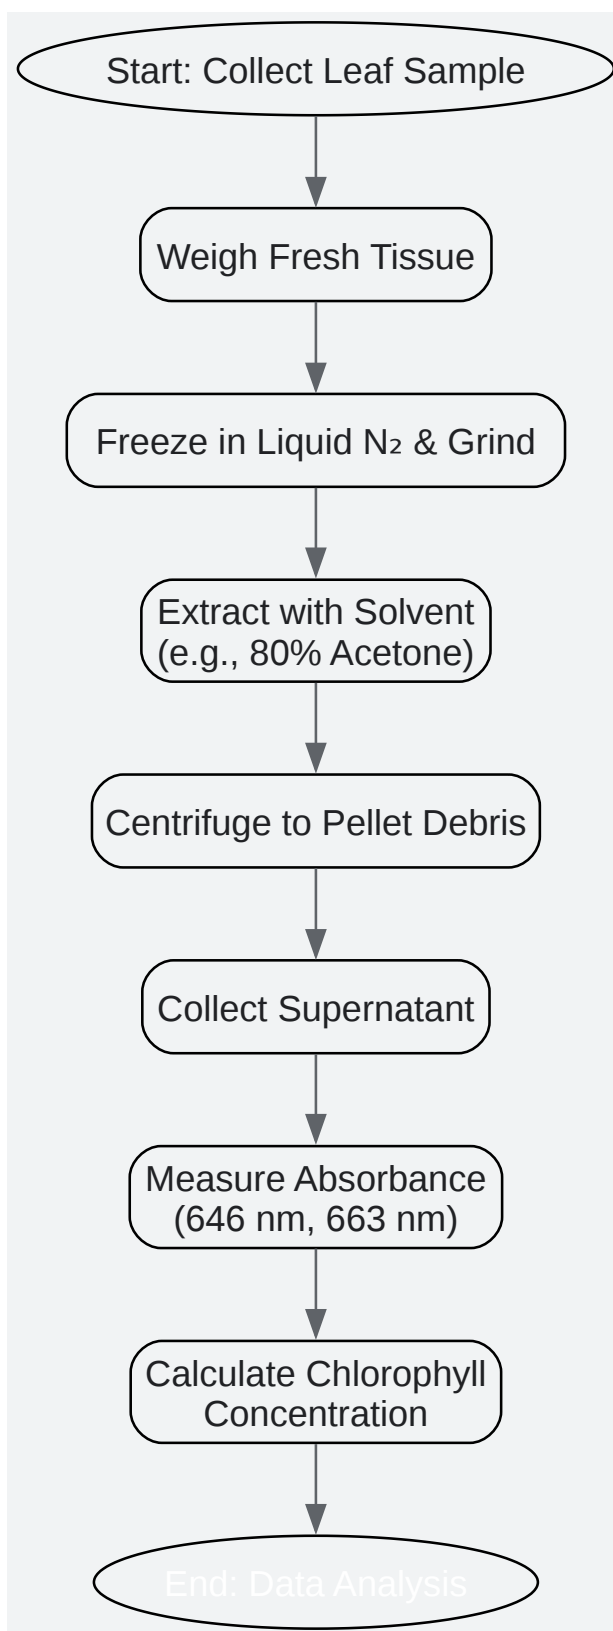 Start: Collect Leaf Sample
Weigh Fresh Tissue
Freeze in Liquid N₂ & Grind
Extract with Solvent
(e.g., 80% Acetone)
Centrifuge to Pellet Debris
Collect Supernatant
Measure Absorbance
(646 nm, 663 nm)
Calculate Chlorophyll
Concentration
End: Data Analysis